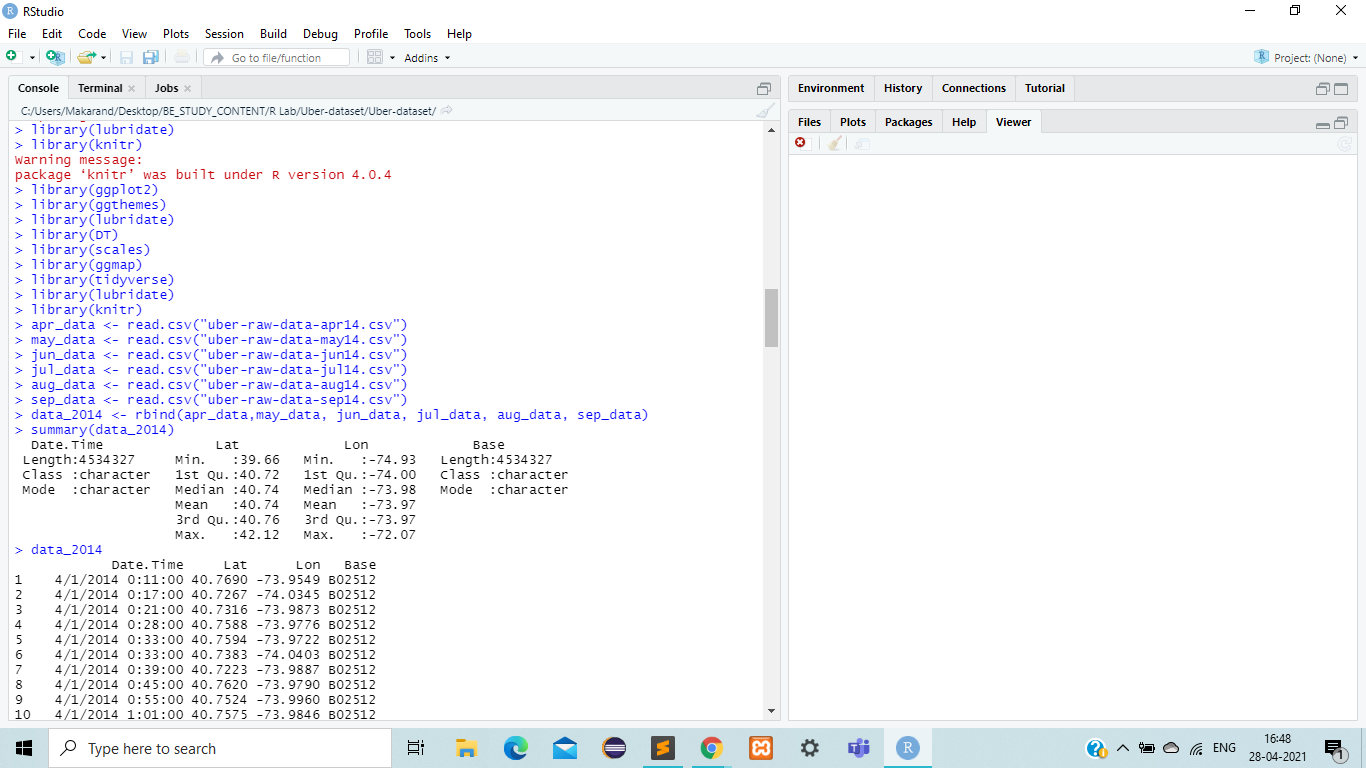 RStudio
File Edit Code View Plots Session Build Debug Profile Tools Help
Go to file/function Addins Project: (None)
Console Terminal Jobs
C:/Users/Makarand/Desktop/BE_STUDY_CONTENT/R Lab/Uber-dataset/Uber-dataset/
> library(lubridate)
> library(knitr)
Warning message:
package ‘knitr’ was built under R version 4.0.4
> library(ggplot2)
> library(ggthemes)
> library(lubridate)
> library(DT)
> library(scales)
> library(ggmap)
> library(tidyverse)
> library(lubridate)
> library(knitr)
> apr_data <- read.csv("uber-raw-data-apr14.csv")
> may_data <- read.csv("uber-raw-data-may14.csv")
> jun_data <- read.csv("uber-raw-data-jun14.csv")
> jul_data <- read.csv("uber-raw-data-jul14.csv")
> aug_data <- read.csv("uber-raw-data-aug14.csv")
> sep_data <- read.csv("uber-raw-data-sep14.csv")
> data_2014 <- rbind(apr_data,may_data, jun_data, jul_data, aug_data, sep_data)
> summary(data_2014)
Date.Time Lat Lon Base
Length:4534327 Min. :39.66 Min. :-74.93 Length:4534327
Class :character 1st Qu.:40.72 1st Qu.:-74.00 Class :character
Mode :character Median :40.74 Median :-73.98 Mode :character
Mean :40.74 Mean :-73.97
3rd Qu.:40.76 3rd Qu.:-73.97
Max. :42.12 Max. :-72.07
> data_2014
Date.Time Lat Lon Base
1 4/1/2014 0:11:00 40.7690 -73.9549 B02512
2 4/1/2014 0:17:00 40.7267 -74.0345 B02512
3 4/1/2014 0:21:00 40.7316 -73.9873 B02512
4 4/1/2014 0:28:00 40.7588 -73.9776 B02512
5 4/1/2014 0:33:00 40.7594 -73.9722 B02512
6 4/1/2014 0:33:00 40.7383 -74.0403 B02512
7 4/1/2014 0:39:00 40.7223 -73.9887 B02512
8 4/1/2014 0:45:00 40.7620 -73.9790 B02512
9 4/1/2014 0:55:00 40.7524 -73.9960 B02512
10 4/1/2014 1:01:00 40.7575 -73.9846 B02512
Environment History Connections Tutorial
Files Plots Packages Help Viewer
Type here to search
ENG
16:48
28-04-2021
1